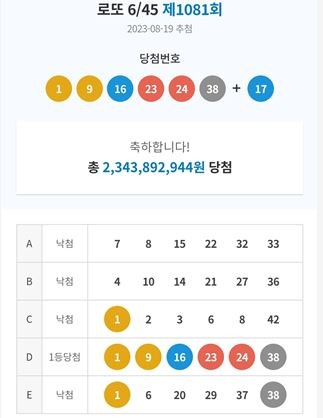 로또 6/45 제1081회
2023-08-19 추첨
당첨번호
1 9 16 23 24 38 + 17
축하합니다!
총 2,343,892,944원 당첨
A 낙첨 7 8 15 22 32 33
B 낙첨 4 10 14 21 27 36
C 낙첨 1 2 3 6 8 42
D 1등당첨 1 9 16 23 24 38
E 낙첨 1 6 20 29 37 38